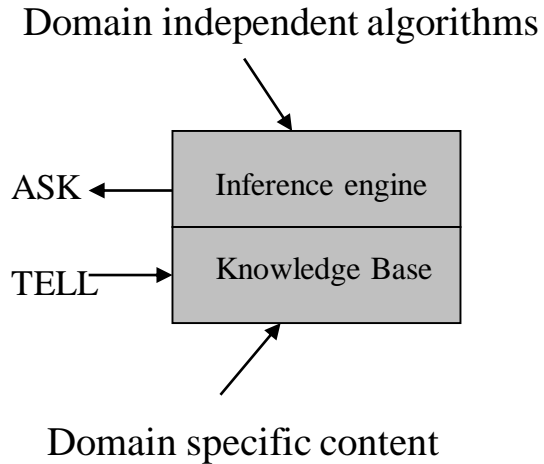 Domain independent algorithms
ASK
Inference engine
TELL
Knowledge Base
Domain specific content